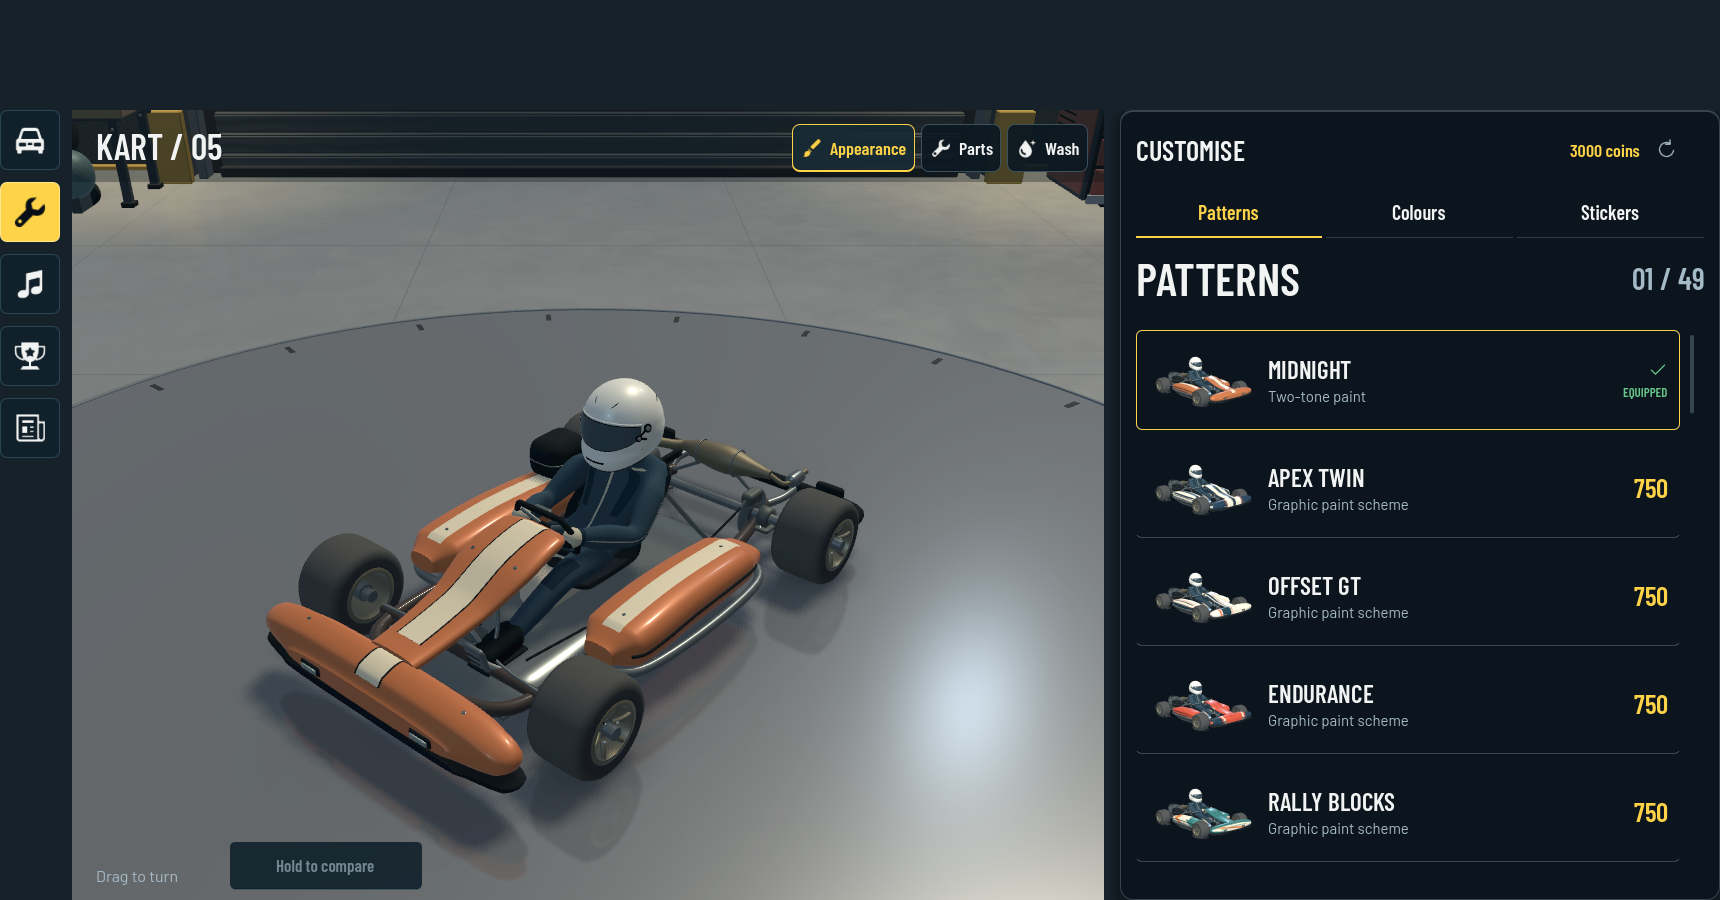 KART / 05
Appearance
Parts
Wash
CUSTOMISE
3000 coins
Patterns
Colours
Stickers
PATTERNS
01 / 49
MIDNIGHT
Two-tone paint
EQUIPPED
APEX TWIN
Graphic paint scheme
750
OFFSET GT
Graphic paint scheme
750
ENDURANCE
Graphic paint scheme
750
RALLY BLOCKS
Graphic paint scheme
750
Drag to turn
Hold to compare